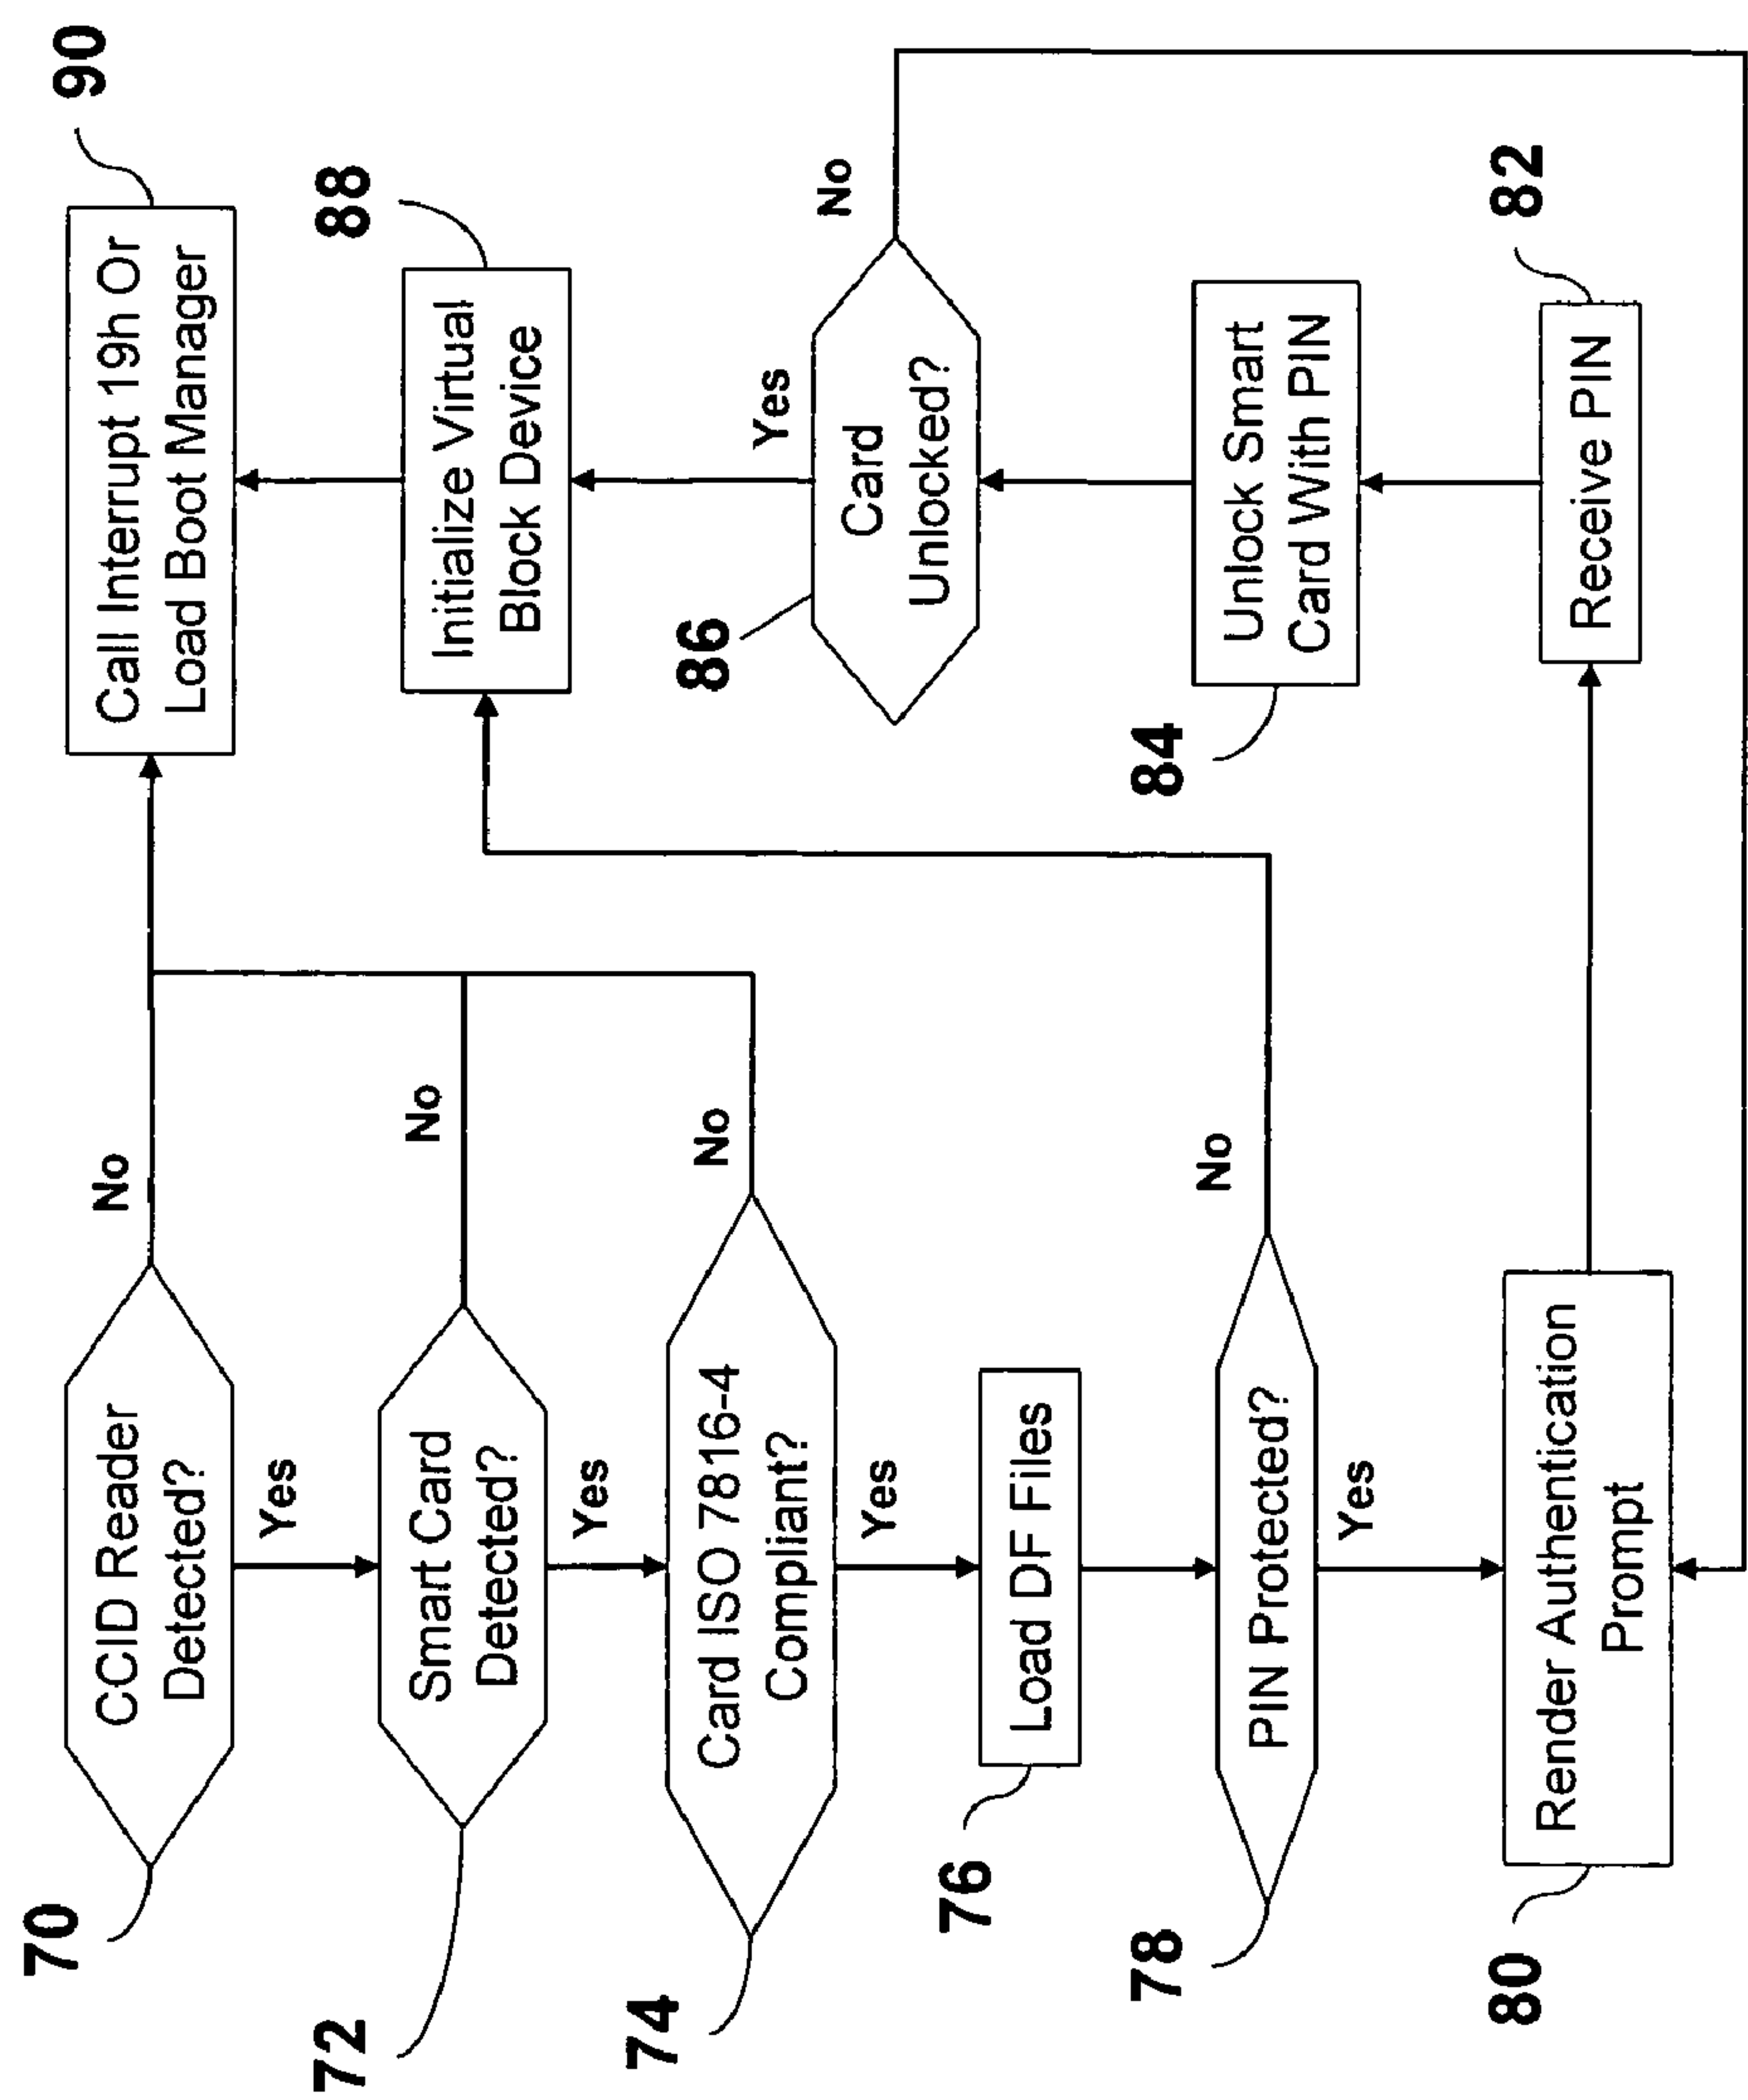 70
CCID Reader
Detected?
No
Yes
72
Smart Card
Detected?
No
Yes
74
Card ISO 7816-4
Compliant?
No
Yes
76
Load DF Files
78
PIN Protected?
No
Yes
80
Render Authentication
Prompt
82
Receive PIN
84
Unlock Smart
Card With PIN
86
Card
Unlocked?
No
Yes
88
Initialize Virtual
Block Device
90
Call Interrupt 19h Or
Load Boot Manager